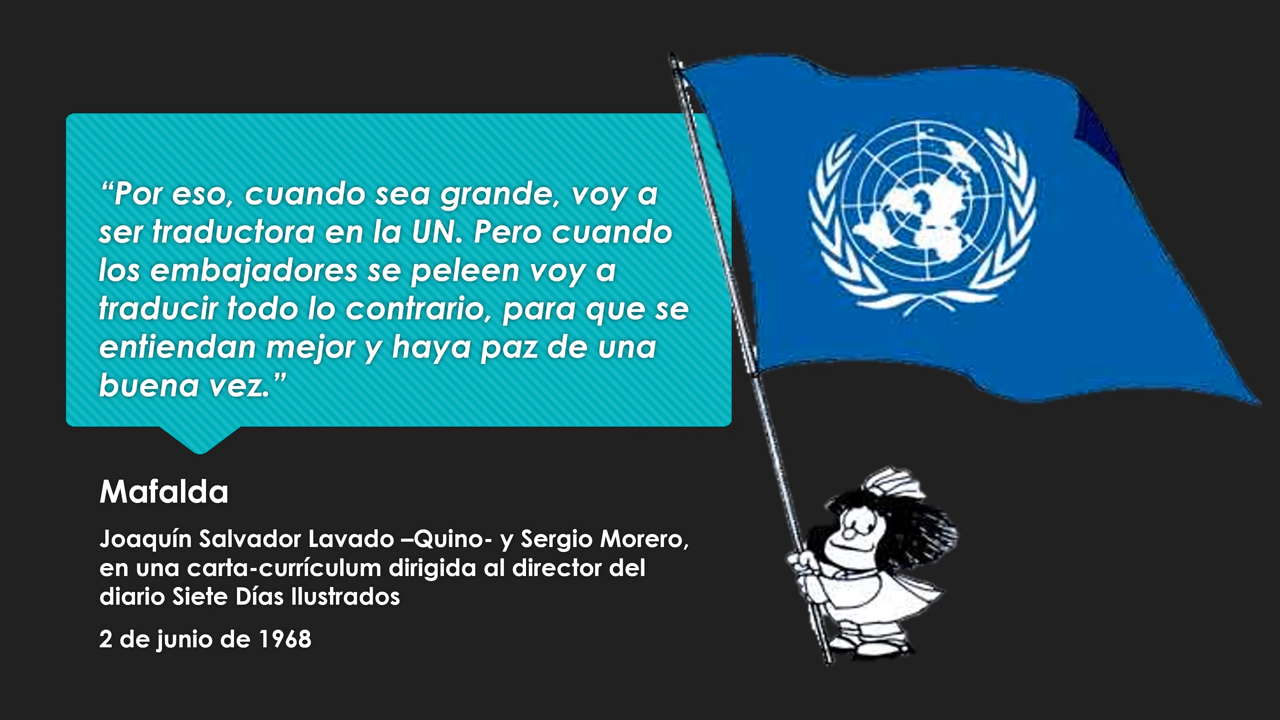 “Por eso, cuando sea grande, voy a
ser traductora en la UN. Pero cuando
los embajadores se peleen voy a
traducir todo lo contrario, para que se
entiendan mejor y haya paz de una
buena vez.”
Mafalda
Joaquín Salvador Lavado –Quino- y Sergio Morero,
en una carta-currículum dirigida al director del
diario Siete Días Ilustrados
2 de junio de 1968